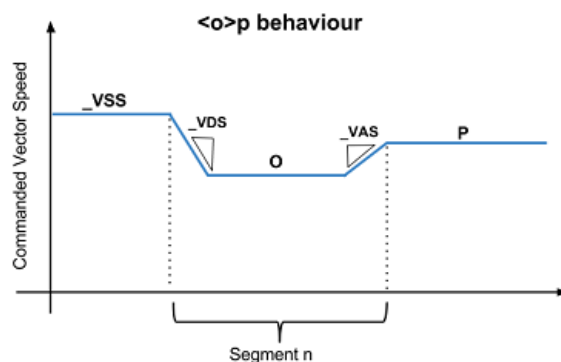 <o>p behaviour
Commanded Vector Speed
_VSS
_VDS
_VAS
O
P
Segment n